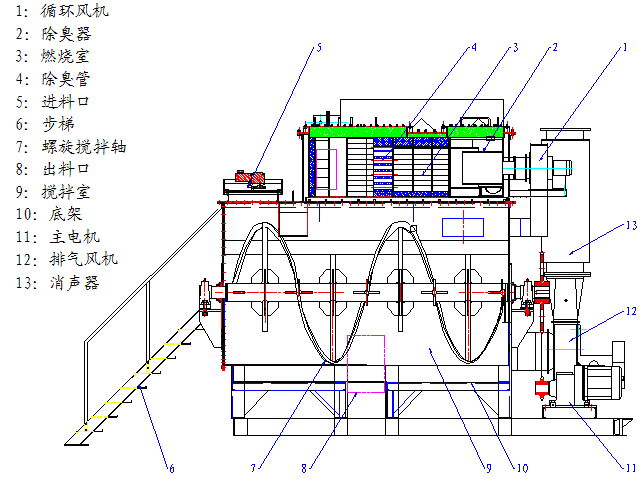 1：循环风机
2：除臭器
3：燃烧室
4：除臭管
5：进料口
6：步梯
7：螺旋搅拌轴
8：出料口
9：搅拌室
10：底架
11：主电机
12：排气风机
13：消声器
5
4
3
2
1
13
12
6
7
8
9
10
11